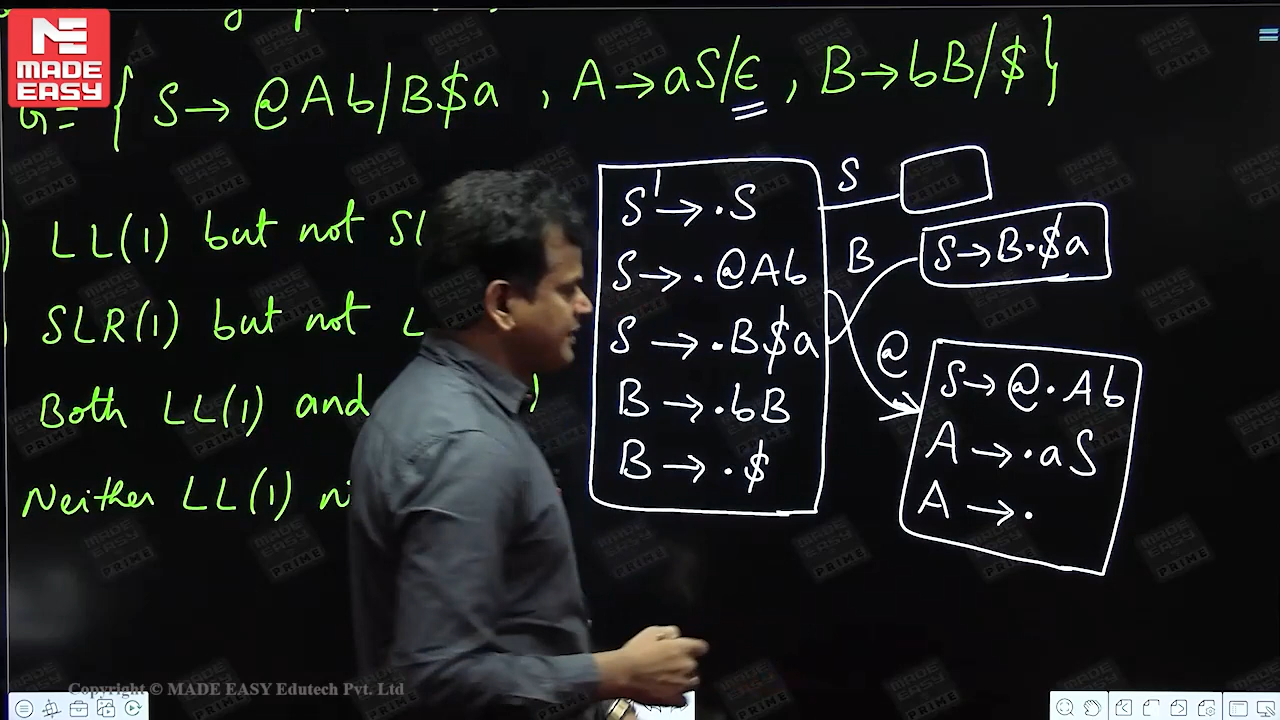 MADE EASY
G = { S → @Ab/B$a , A → aS/ε , B → bB/$ }
LL(1) but not
SLR(1) but not
Both LL(1) and
Neither LL(1)
S' → .S
S → .@Ab
S → .B$a
B → .bB
B → .$
S
B
S → B.$a
@
S → @.Ab
A → .aS
A → .
Copyright © MADE EASY Edutech Pvt. Ltd